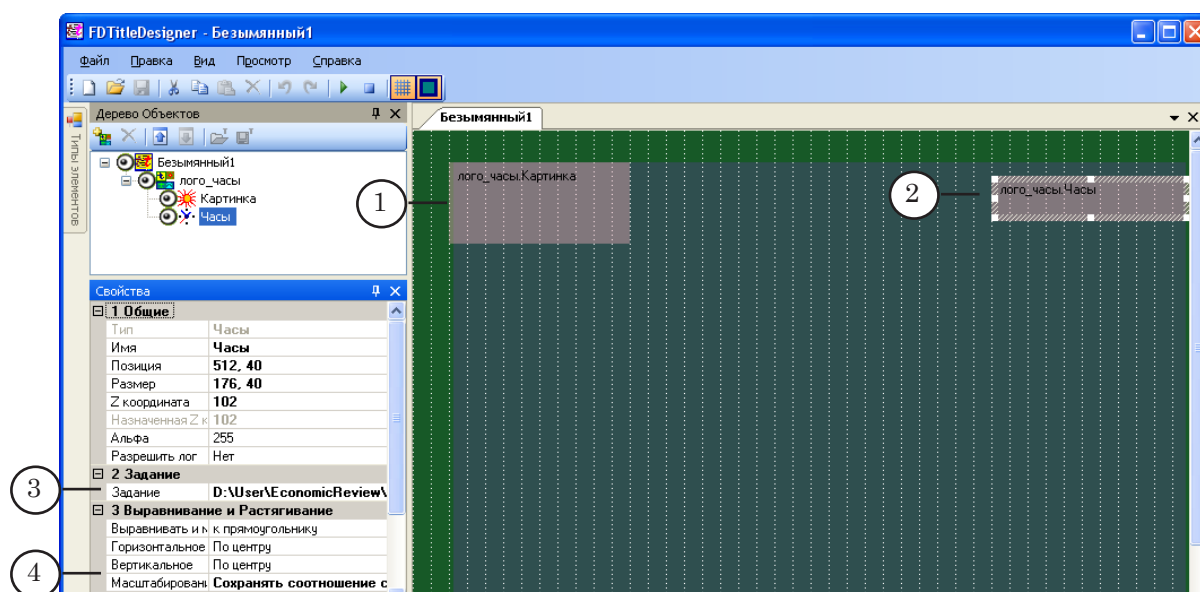 FDTitleDesigner - Безымянный1
Файл Правка Вид Просмотр Справка
Типы элементов
Дерево Объектов
Безымянный1
лого_часы
Картинка
Часы
Безымянный1
1
лого_часы.Картинка
2
лого_часы.Часы
Свойства
1 Общие
Тип Часы
Имя Часы
Позиция 512, 40
Размер 176, 40
Z координата 102
Назначенная Z к 102
Альфа 255
Разрешить лог Нет
2 Задание
3
Задание D:\User\EconomicReview\
3 Выравнивание и Растягивание
Выравнивать и м к прямоугольнику
Горизонтальное По центру
4
Вертикальное По центру
Масштабировани Сохранять соотношение с